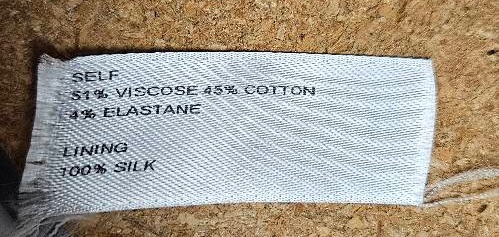 SELF
51% VISCOSE 45% COTTON
4% ELASTANE
LINING
100% SILK